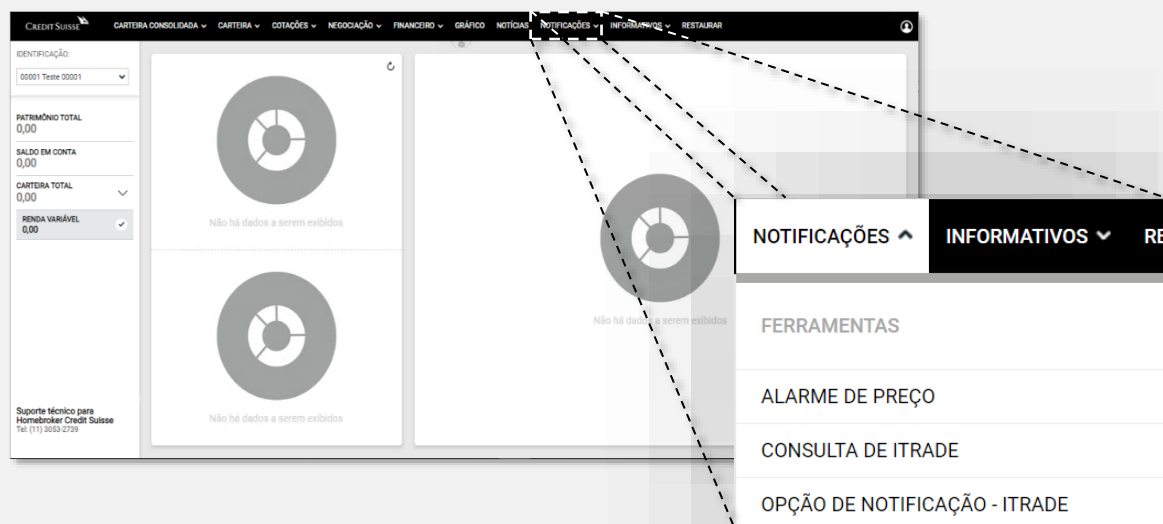 CREDIT SUISSE CARTEIRA CONSOLIDADA CARTEIRA COTAÇÕES NEGOCIAÇÃO FINANCEIRO GRÁFICO NOTÍCIAS NOTIFICAÇÕES INFORMATIVOS RESTAURAR
IDENTIFICAÇÃO:
00001 Teste 00001
PATRIMÔNIO TOTAL
0,00
SALDO EM CONTA
0,00
CARTEIRA TOTAL
0,00
RENDA VARIÁVEL
0,00
Suporte técnico para
Homebroker Credit Suisse
Tel: (11) 3053-2739
Não há dados a serem exibidos
Não há dados a serem exibidos
Não há dados a serem exibidos
NOTIFICAÇÕES INFORMATIVOS RE
FERRAMENTAS
ALARME DE PREÇO
CONSULTA DE ITRADE
OPÇÃO DE NOTIFICAÇÃO - ITRADE